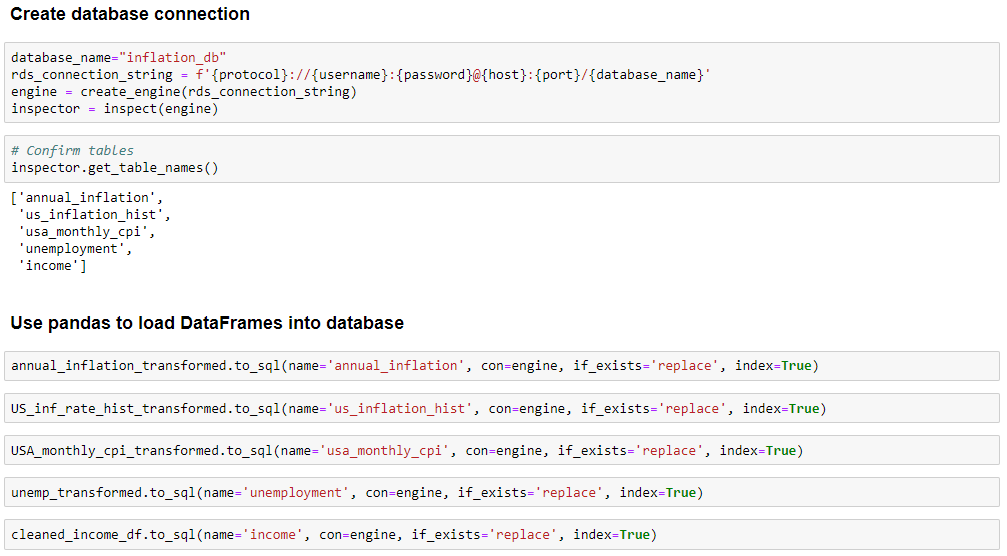 Create database connection
database_name="inflation_db"
rds_connection_string = f'{protocol}://{username}:{password}@{host}:{port}/{database_name}'
engine = create_engine(rds_connection_string)
inspector = inspect(engine)
# Confirm tables
inspector.get_table_names()
['annual_inflation',
 'us_inflation_hist',
 'usa_monthly_cpi',
 'unemployment',
 'income']
Use pandas to load DataFrames into database
annual_inflation_transformed.to_sql(name='annual_inflation', con=engine, if_exists='replace', index=True)
US_inf_rate_hist_transformed.to_sql(name='us_inflation_hist', con=engine, if_exists='replace', index=True)
USA_monthly_cpi_transformed.to_sql(name='usa_monthly_cpi', con=engine, if_exists='replace', index=True)
unemp_transformed.to_sql(name='unemployment', con=engine, if_exists='replace', index=True)
cleaned_income_df.to_sql(name='income', con=engine, if_exists='replace', index=True)